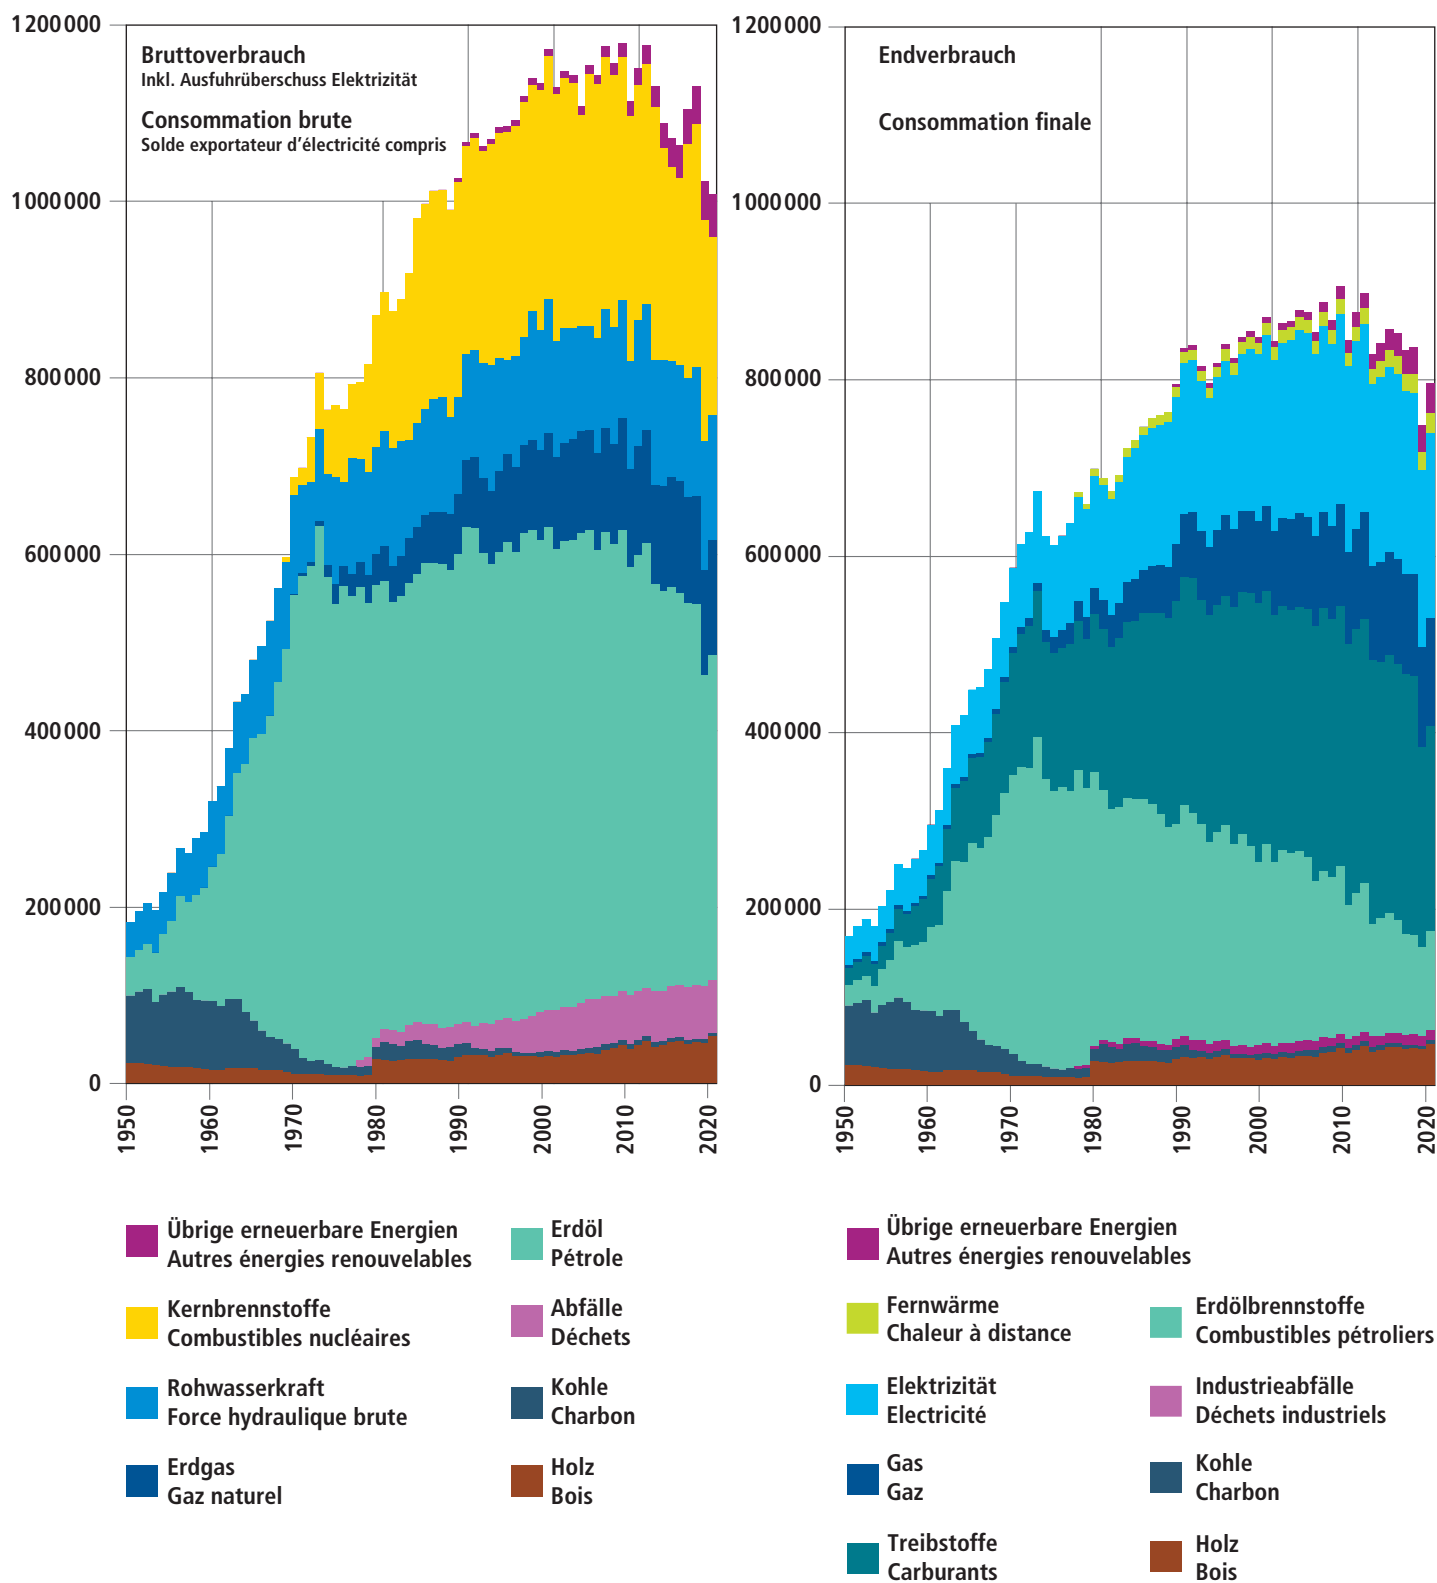 1200000
Bruttoverbrauch
Inkl. Ausfuhrüberschuss Elektrizität
Consommation brute
Solde exportateur d’électricité compris
1000000
800000
600000
400000
200000
0
1950
1960
1970
1980
1990
2000
2010
2020
Übrige erneuerbare Energien
Autres énergies renouvelables
Kernbrennstoffe
Combustibles nucléaires
Rohwasserkraft
Force hydraulique brute
Erdgas
Gaz naturel
Erdöl
Pétrole
Abfälle
Déchets
Kohle
Charbon
Holz
Bois
1200000
Endverbrauch
Consommation finale
1000000
800000
600000
400000
200000
0
1950
1960
1970
1980
1990
2000
2010
2020
Übrige erneuerbare Energien
Autres énergies renouvelables
Fernwärme
Chaleur à distance
Elektrizität
Electricité
Gas
Gaz
Treibstoffe
Carburants
Erdölbrennstoffe
Combustibles pétroliers
Industrieabfälle
Déchets industriels
Kohle
Charbon
Holz
Bois